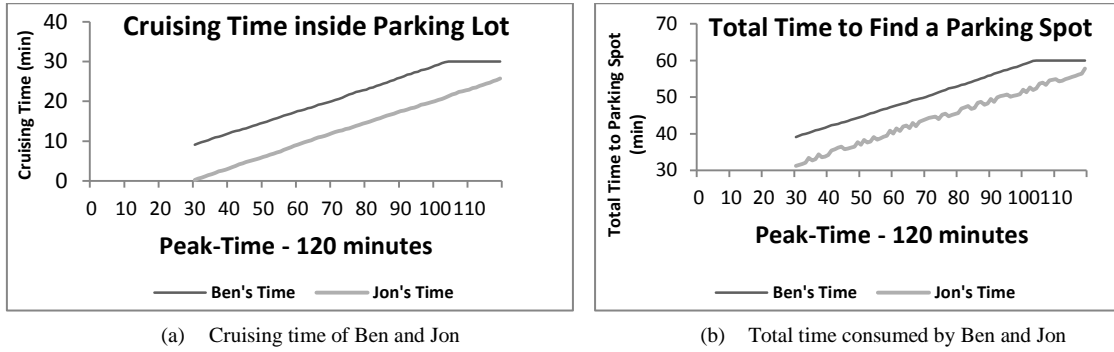 Cruising Time inside Parking Lot
Cruising Time (min)
40
30
20
10
0
0 10 20 30 40 50 60 70 80 90 100 110
Peak-Time - 120 minutes
Ben's Time Jon's Time
(a) Cruising time of Ben and Jon
Total Time to Find a Parking Spot
Total Time to Parking Spot
(min)
70
60
50
40
30
0 10 20 30 40 50 60 70 80 90 100 110
Peak-Time - 120 minutes
Ben's Time Jon's Time
(b) Total time consumed by Ben and Jon